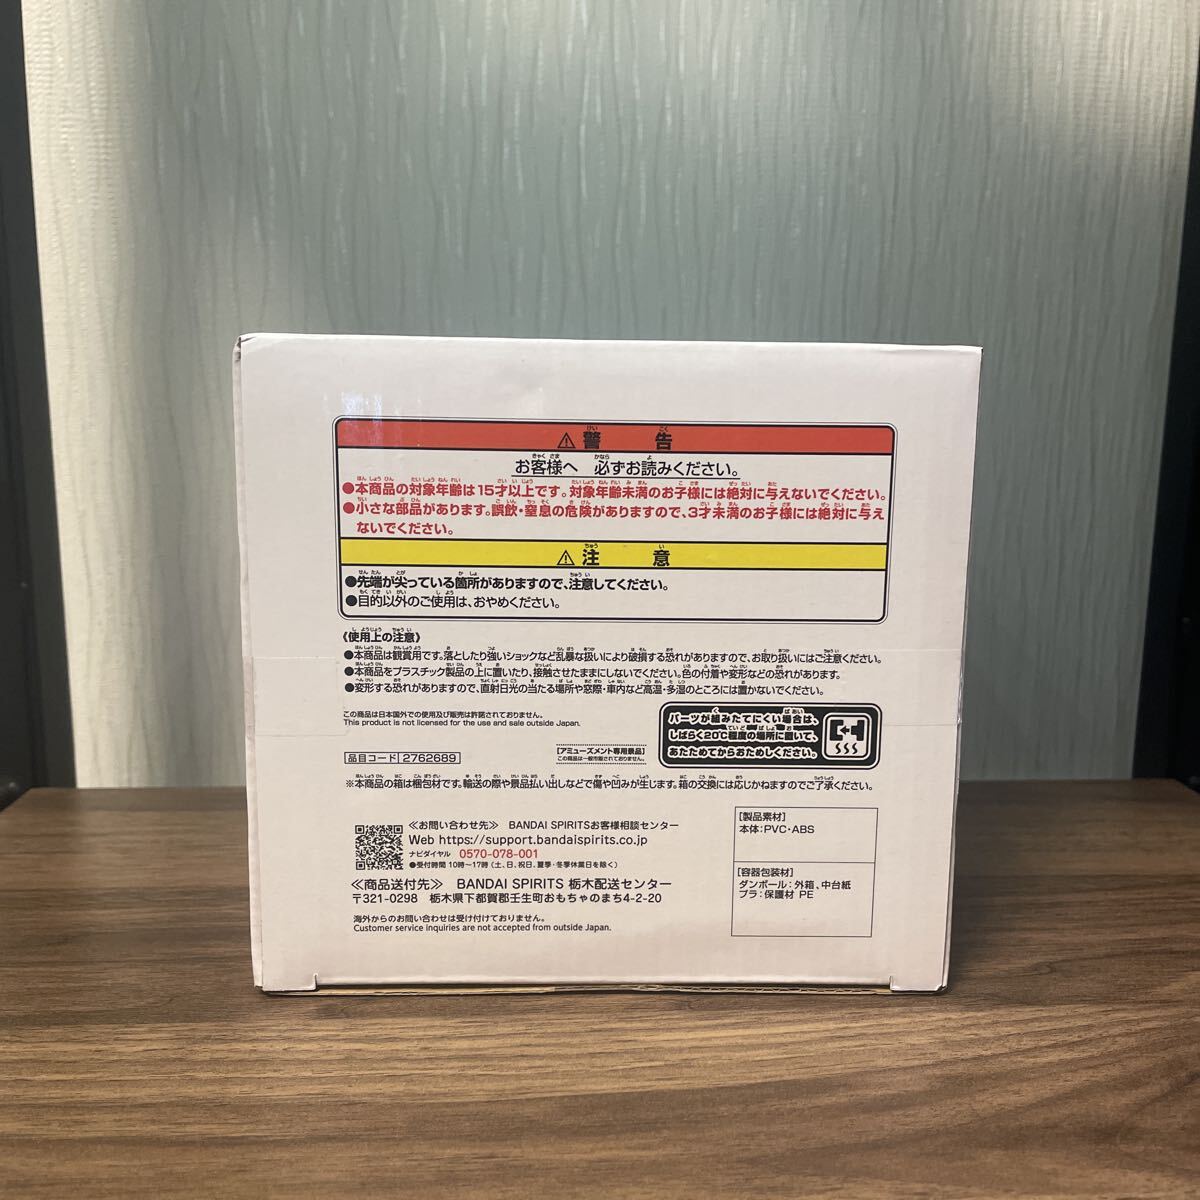 ⚠警告
お客様へ 必ずお読みください。
●本商品の対象年齢は15才以上です。対象年齢未満のお子様には絶対に与えないでください。
●小さな部品があります。誤飲・窒息の危険がありますので、3才未満のお子様には絶対に与え
ないでください。
⚠注意
●先端が尖っている箇所がありますので、注意してください。
●目的以外のご使用は、おやめください。
《使用上の注意》
●本商品は観賞用です。落としたり強いショックなど乱暴な扱いにより破損する恐れがありますので、お取り扱いにはご注意ください。
●本商品をプラスチック製品の上に置いたり、接触させたままにしないでください。色の付着や変形などの恐れがあります。
●変形する恐れがありますので、直射日光の当たる場所や窓際・車内など高温・多湿のところには置かないでください。
この商品は日本国外での使用及び販売は許諾されておりません。
This product is not licensed for the use and sale outside Japan.
パーツが組みたてにくい場合は、
しばらく20℃程度の場所に置いて、
あたためてからおためしください。
品目コード 2762689
[アミューズメント専用景品]
この商品は一般市販されておりません。
※本商品の箱は梱包材です。輸送の際や景品払い出しなどで傷や凹みが生じます。箱の交換には応じかねますのでご了承ください。
≪お問い合わせ先≫ BANDAI SPIRITSお客様相談センター
Web https://support.bandaispirits.co.jp
ナビダイヤル 0570-078-001
●受付時間 10時〜17時(土、日、祝日、夏季・冬季休業日を除く)
≪商品送付先≫ BANDAI SPIRITS 栃木配送センター
〒321-0298 栃木県下都賀郡壬生町おもちゃのまち4-2-20
海外からのお問い合わせは受け付けておりません。
Customer service inquiries are not accepted from outside Japan.
[製品素材]
本体:PVC・ABS
[容器包装材]
ダンボール:外箱、中台紙
プラ:保護材 PE